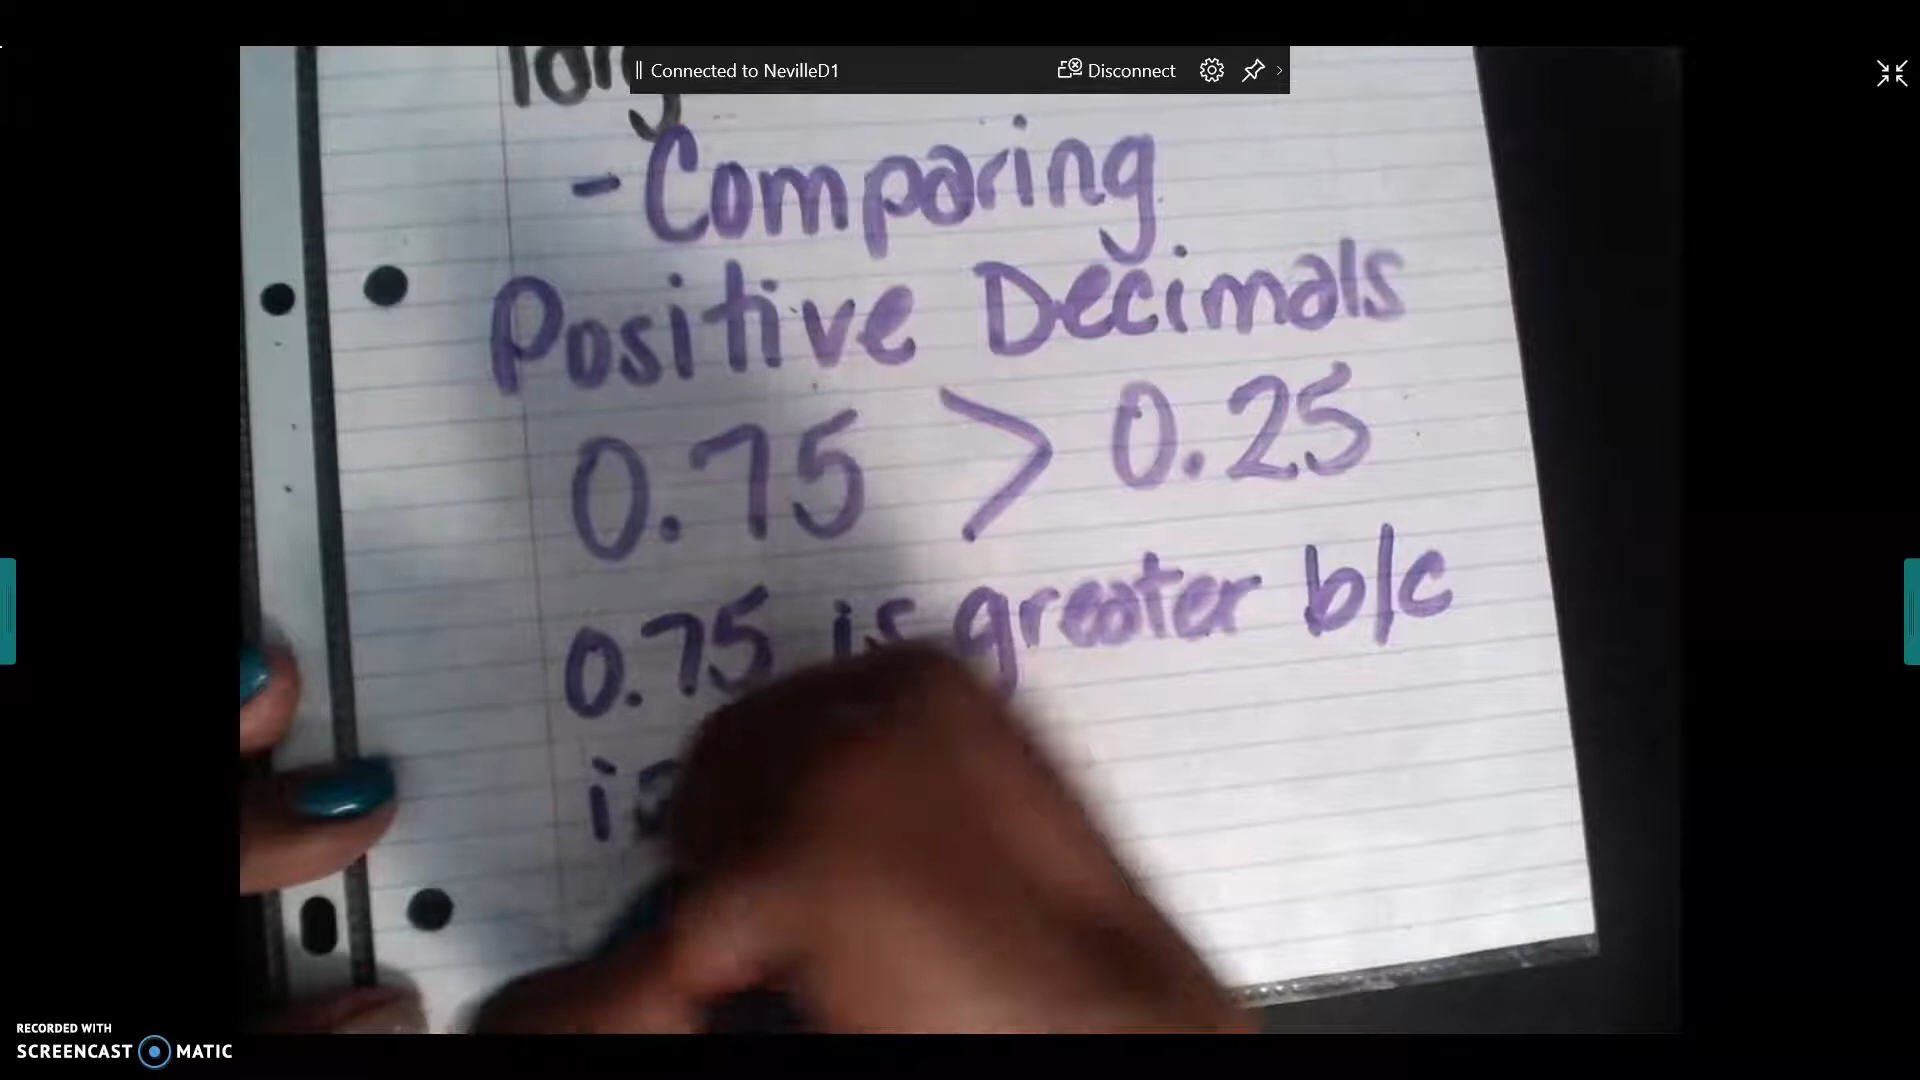 Connected to NevilleD1
Disconnect
- Comparing
Positive Decimals
0.75 > 0.25
0.75 is greater b/c
RECORDED WITH
SCREENCAST MATIC